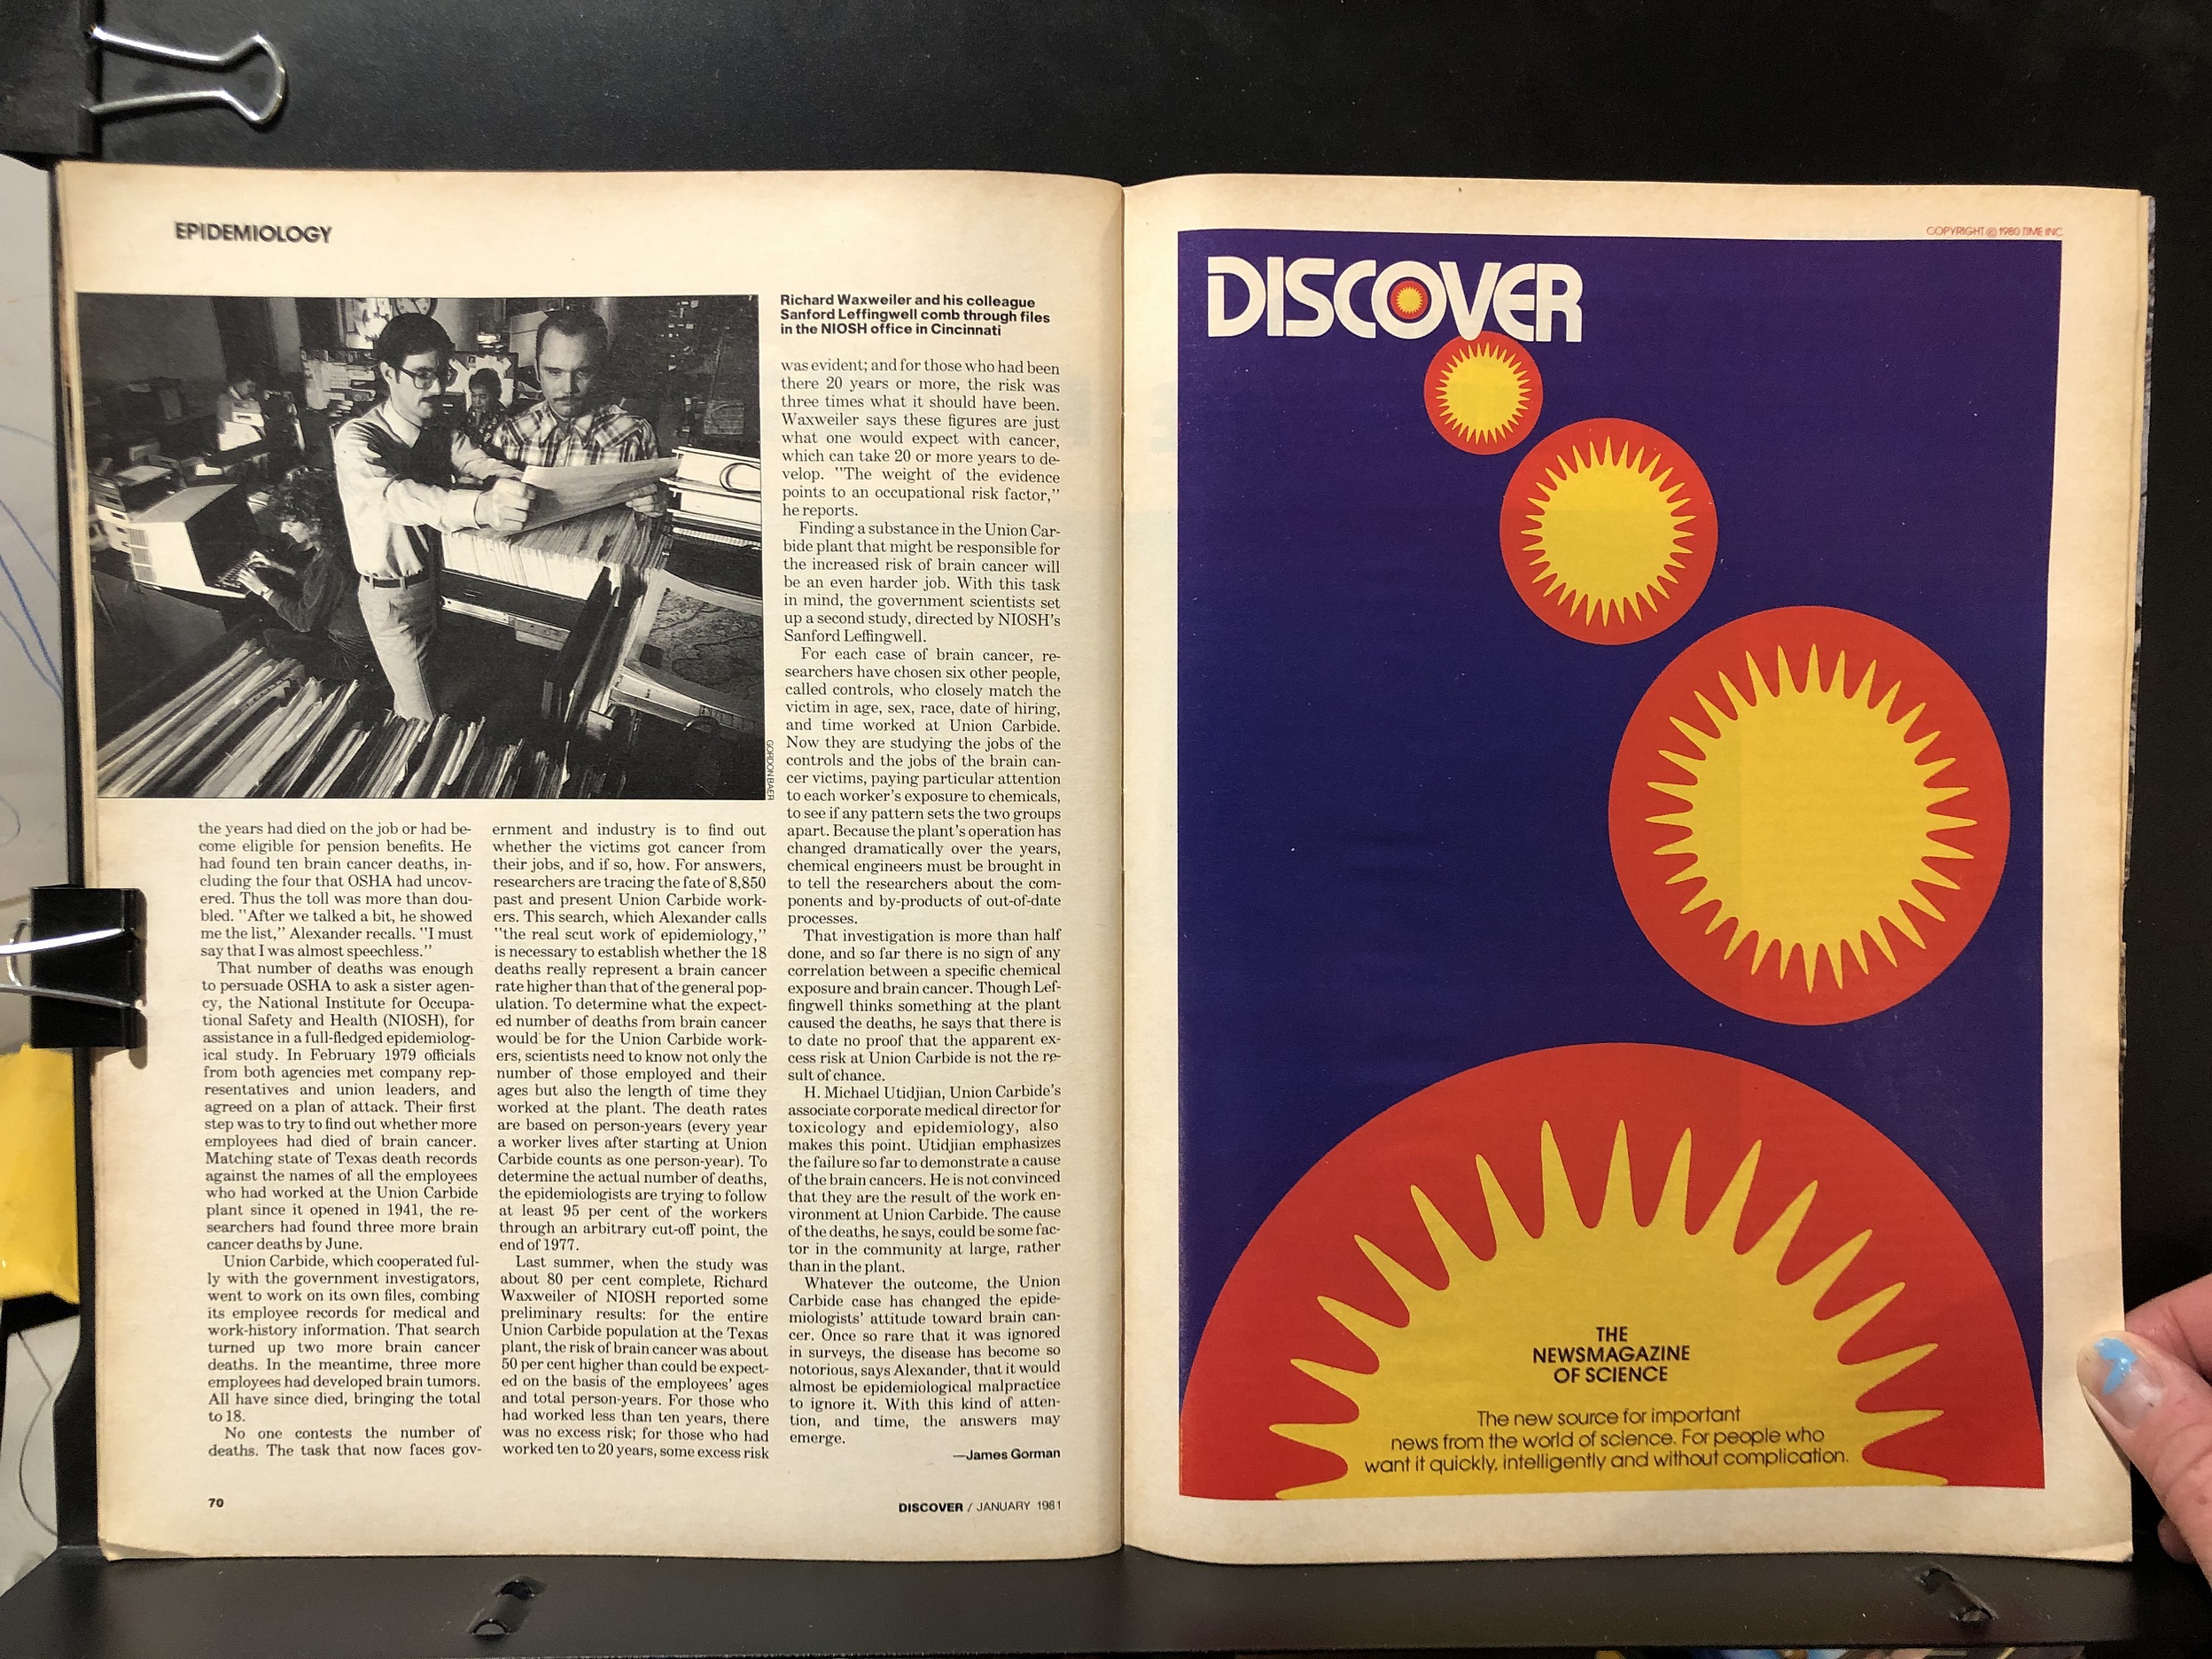 EPIDEMIOLOGY
Richard Waxweiler and his colleague
Sanford Leffingwell comb through files
in the NIOSH office in Cincinnati
GORDON BAER
the years had died on the job or had be-
come eligible for pension benefits. He
had found ten brain cancer deaths, in-
cluding the four that OSHA had uncov-
ered. Thus the toll was more than dou-
bled. "After we talked a bit, he showed
me the list," Alexander recalls. "I must
say that I was almost speechless."
That number of deaths was enough
to persuade OSHA to ask a sister agen-
cy, the National Institute for Occupa-
tional Safety and Health (NIOSH), for
assistance in a full-fledged epidemiolog-
ical study. In February 1979 officials
from both agencies met company rep-
resentatives and union leaders, and
agreed on a plan of attack. Their first
step was to try to find out whether more
employees had died of brain cancer.
Matching state of Texas death records
against the names of all the employees
who had worked at the Union Carbide
plant since it opened in 1941, the re-
searchers had found three more brain
cancer deaths by June.
Union Carbide, which cooperated ful-
ly with the government investigators,
went to work on its own files, combing
its employee records for medical and
work-history information. That search
turned up two more brain cancer
deaths. In the meantime, three more
employees had developed brain tumors.
All have since died, bringing the total
to 18.
No one contests the number of
deaths. The task that now faces gov-
ernment and industry is to find out
whether the victims got cancer from
their jobs, and if so, how. For answers,
researchers are tracing the fate of 8,850
past and present Union Carbide work-
ers. This search, which Alexander calls
"the real scut work of epidemiology,"
is necessary to establish whether the 18
deaths really represent a brain cancer
rate higher than that of the general pop-
ulation. To determine what the expect-
ed number of deaths from brain cancer
would be for the Union Carbide work-
ers, scientists need to know not only the
number of those employed and their
ages but also the length of time they
worked at the plant. The death rates
are based on person-years (every year
a worker lives after starting at Union
Carbide counts as one person-year). To
determine the actual number of deaths,
the epidemiologists are trying to follow
at least 95 per cent of the workers
through an arbitrary cut-off point, the
end of 1977.
Last summer, when the study was
about 80 per cent complete, Richard
Waxweiler of NIOSH reported some
preliminary results: for the entire
Union Carbide population at the Texas
plant, the risk of brain cancer was about
50 per cent higher than could be expect-
ed on the basis of the employees' ages
and total person-years. For those who
had worked less than ten years, there
was no excess risk; for those who had
worked ten to 20 years, some excess risk
was evident; and for those who had been
there 20 years or more, the risk was
three times what it should have been.
Waxweiler says these figures are just
what one would expect with cancer,
which can take 20 or more years to de-
velop. "The weight of the evidence
points to an occupational risk factor,"
he reports.
Finding a substance in the Union Car-
bide plant that might be responsible for
the increased risk of brain cancer will
be an even harder job. With this task
in mind, the government scientists set
up a second study, directed by NIOSH's
Sanford Leffingwell.
For each case of brain cancer, re-
searchers have chosen six other people,
called controls, who closely match the
victim in age, sex, race, date of hiring,
and time worked at Union Carbide.
Now they are studying the jobs of the
controls and the jobs of the brain can-
cer victims, paying particular attention
to each worker's exposure to chemicals,
to see if any pattern sets the two groups
apart. Because the plant's operation has
changed dramatically over the years,
chemical engineers must be brought in
to tell the researchers about the com-
ponents and by-products of out-of-date
processes.
That investigation is more than half
done, and so far there is no sign of any
correlation between a specific chemical
exposure and brain cancer. Though Lef-
fingwell thinks something at the plant
caused the deaths, he says that there is
to date no proof that the apparent ex-
cess risk at Union Carbide is not the re-
sult of chance.
H. Michael Utidjian, Union Carbide's
associate corporate medical director for
toxicology and epidemiology, also
makes this point. Utidjian emphasizes
the failure so far to demonstrate a cause
of the brain cancers. He is not convinced
that they are the result of the work en-
vironment at Union Carbide. The cause
of the deaths, he says, could be some fac-
tor in the community at large, rather
than in the plant.
Whatever the outcome, the Union
Carbide case has changed the epide-
miologists' attitude toward brain can-
cer. Once so rare that it was ignored
in surveys, the disease has become so
notorious, says Alexander, that it would
almost be epidemiological malpractice
to ignore it. With this kind of atten-
tion, and time, the answers may
emerge.
—James Gorman
70
DISCOVER / JANUARY 1981
COPYRIGHT © 1980 TIME INC
DISCOVER
THE
NEWSMAGAZINE
OF SCIENCE
The new source for important
news from the world of science. For people who
want it quickly, intelligently and without complication.